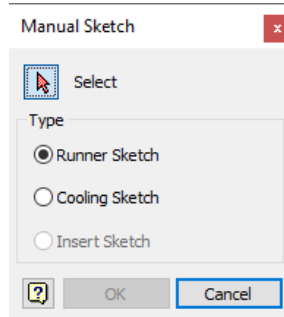 Manual Sketch
x
Select
Type
Runner Sketch
Cooling Sketch
Insert Sketch
? OK Cancel